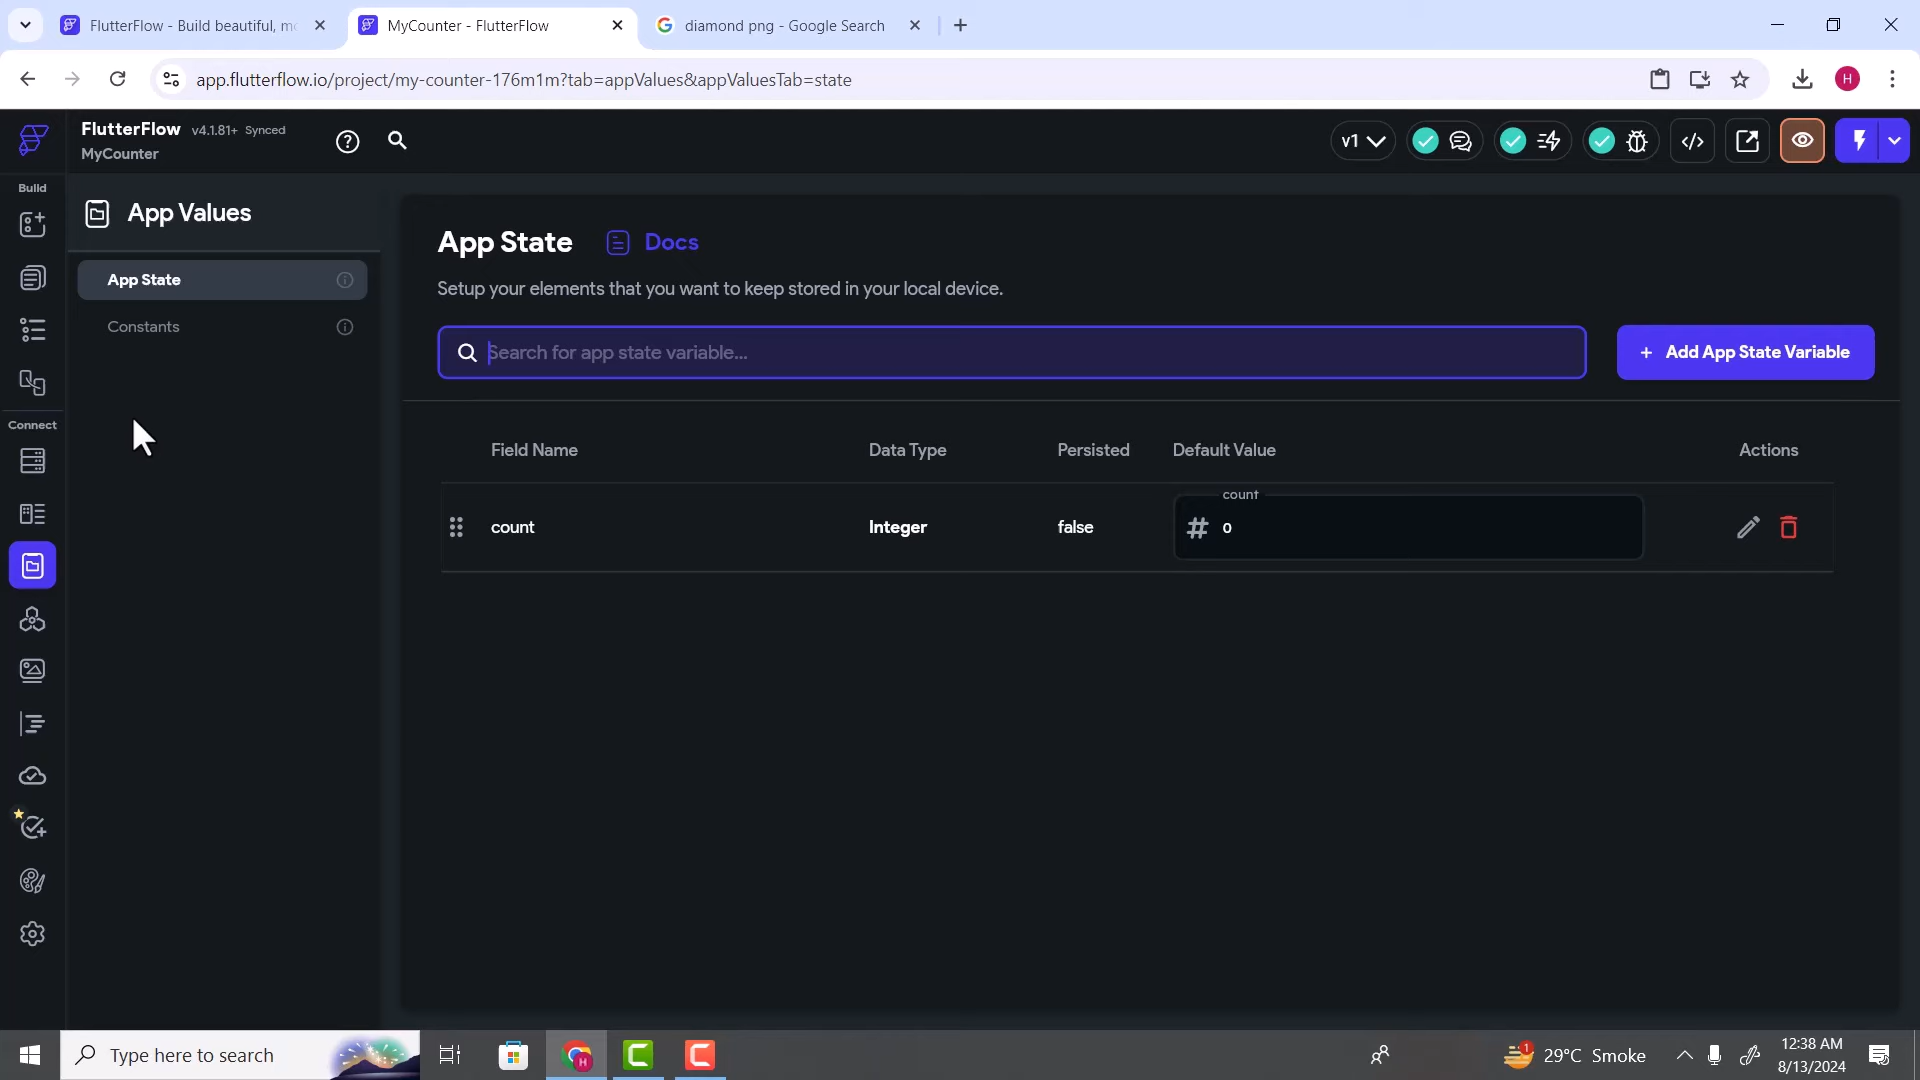 FlutterFlow - Build beautiful, mo
MyCounter - FlutterFlow
diamond png - Google Search
app.flutterflow.io/project/my-counter-176m1m?tab=appValues&appValuesTab=state
H
FlutterFlow v4.1.81+ Synced
MyCounter
v1
Build
Connect
App Values
App State
Constants
App State
Docs
Setup your elements that you want to keep stored in your local device.
Search for app state variable...
+ Add App State Variable
Field Name Data Type Persisted Default Value Actions
count Integer false
count
# 0
Type here to search
H
1
29°C Smoke
12:38 AM
8/13/2024